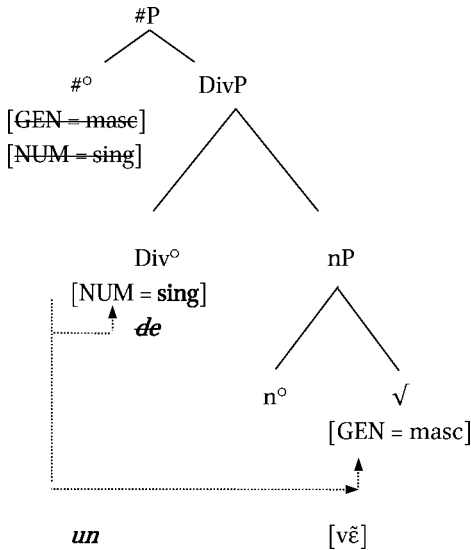 #P
#° DivP
[GEN = masc]
[NUM = sing]
Div° nP
[NUM = sing]
de
n° √
[GEN = masc]
un [vɛ̃]